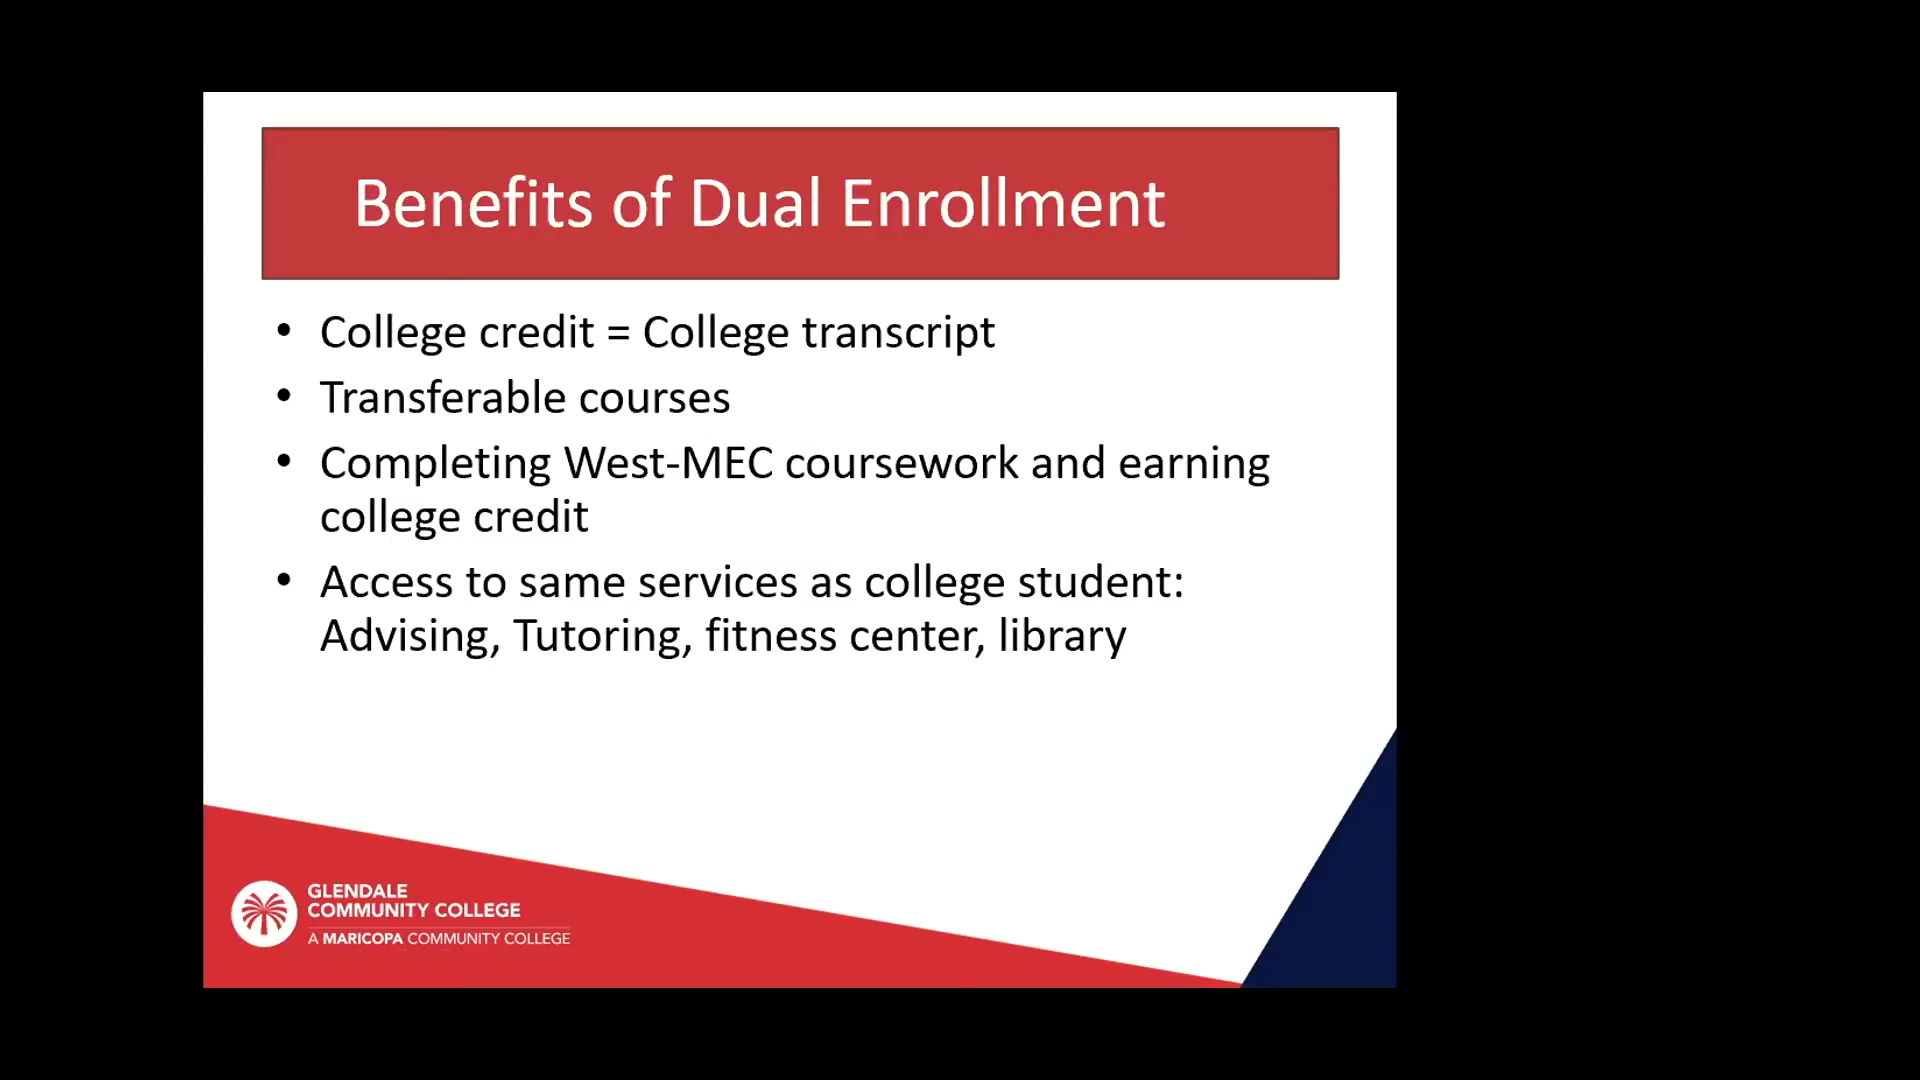 Benefits of Dual Enrollment
• College credit = College transcript
• Transferable courses
• Completing West-MEC coursework and earning
college credit
• Access to same services as college student:
Advising, Tutoring, fitness center, library
GLENDALE
COMMUNITY COLLEGE
A MARICOPA COMMUNITY COLLEGE